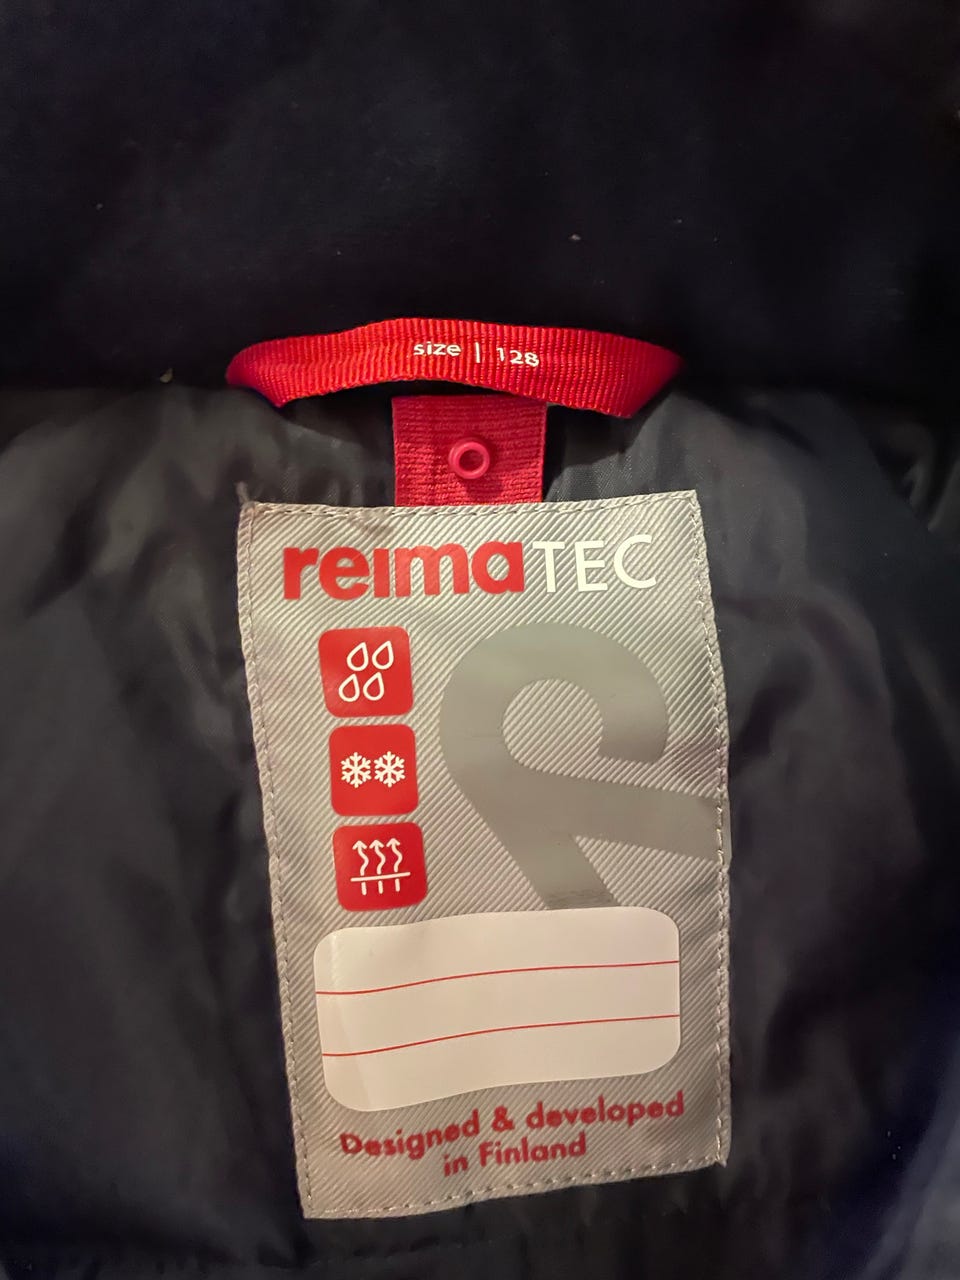 size | 128
reimaTEC
Designed & developed
in Finland